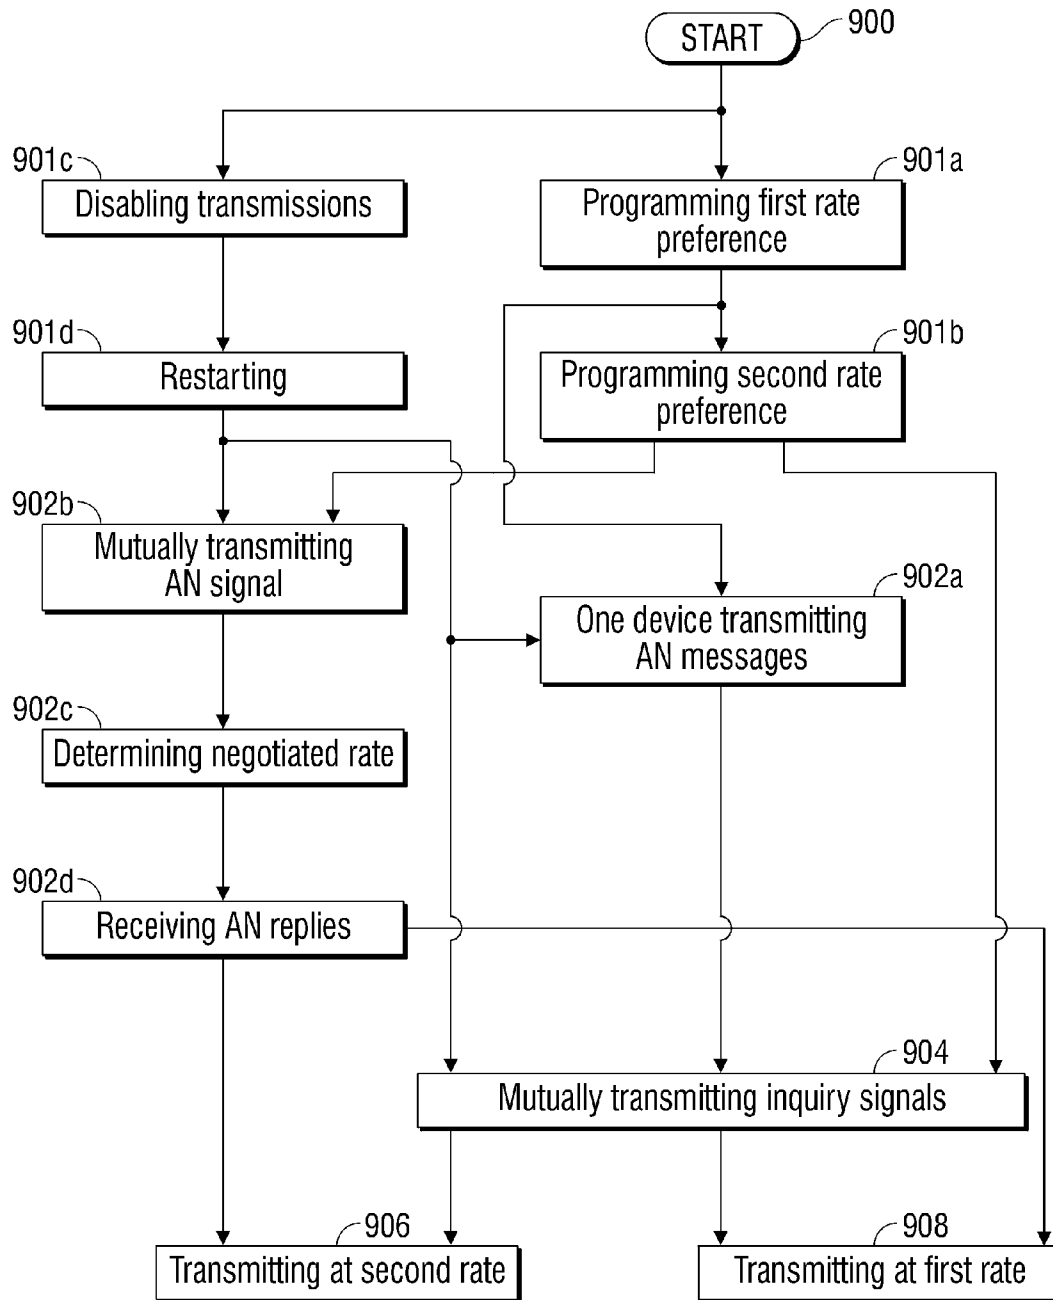 START
900
901c
Disabling transmissions
901a
Programming first rate
preference
901d
Restarting
901b
Programming second rate
preference
902b
Mutually transmitting
AN signal
902a
One device transmitting
AN messages
902c
Determining negotiated rate
902d
Receiving AN replies
904
Mutually transmitting inquiry signals
906
Transmitting at second rate
908
Transmitting at first rate